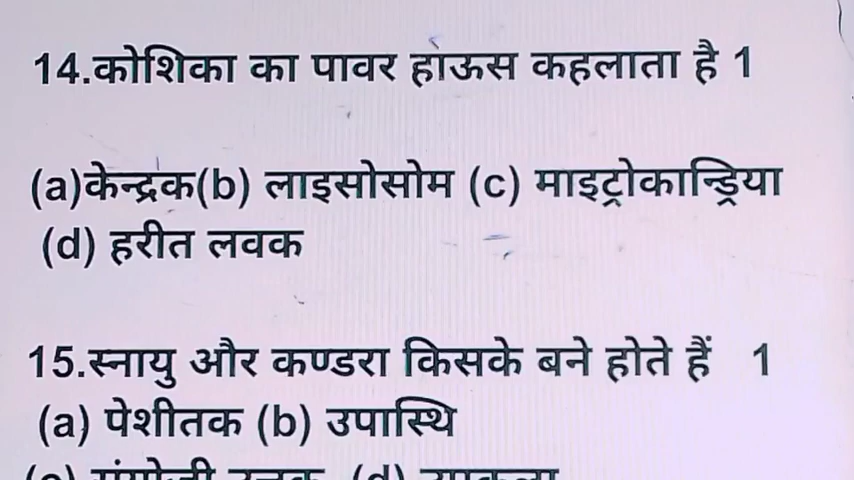 14.कोशिका का पावर हाऊस कहलाता है 1
(a)केन्द्रक(b) लाइसोसोम (c) माइट्रोकान्ड्रिया
(d) हरीत लवक
15.स्नायु और कण्डरा किसके बने होते हैं 1
(a) पेशीतक (b) उपास्थि